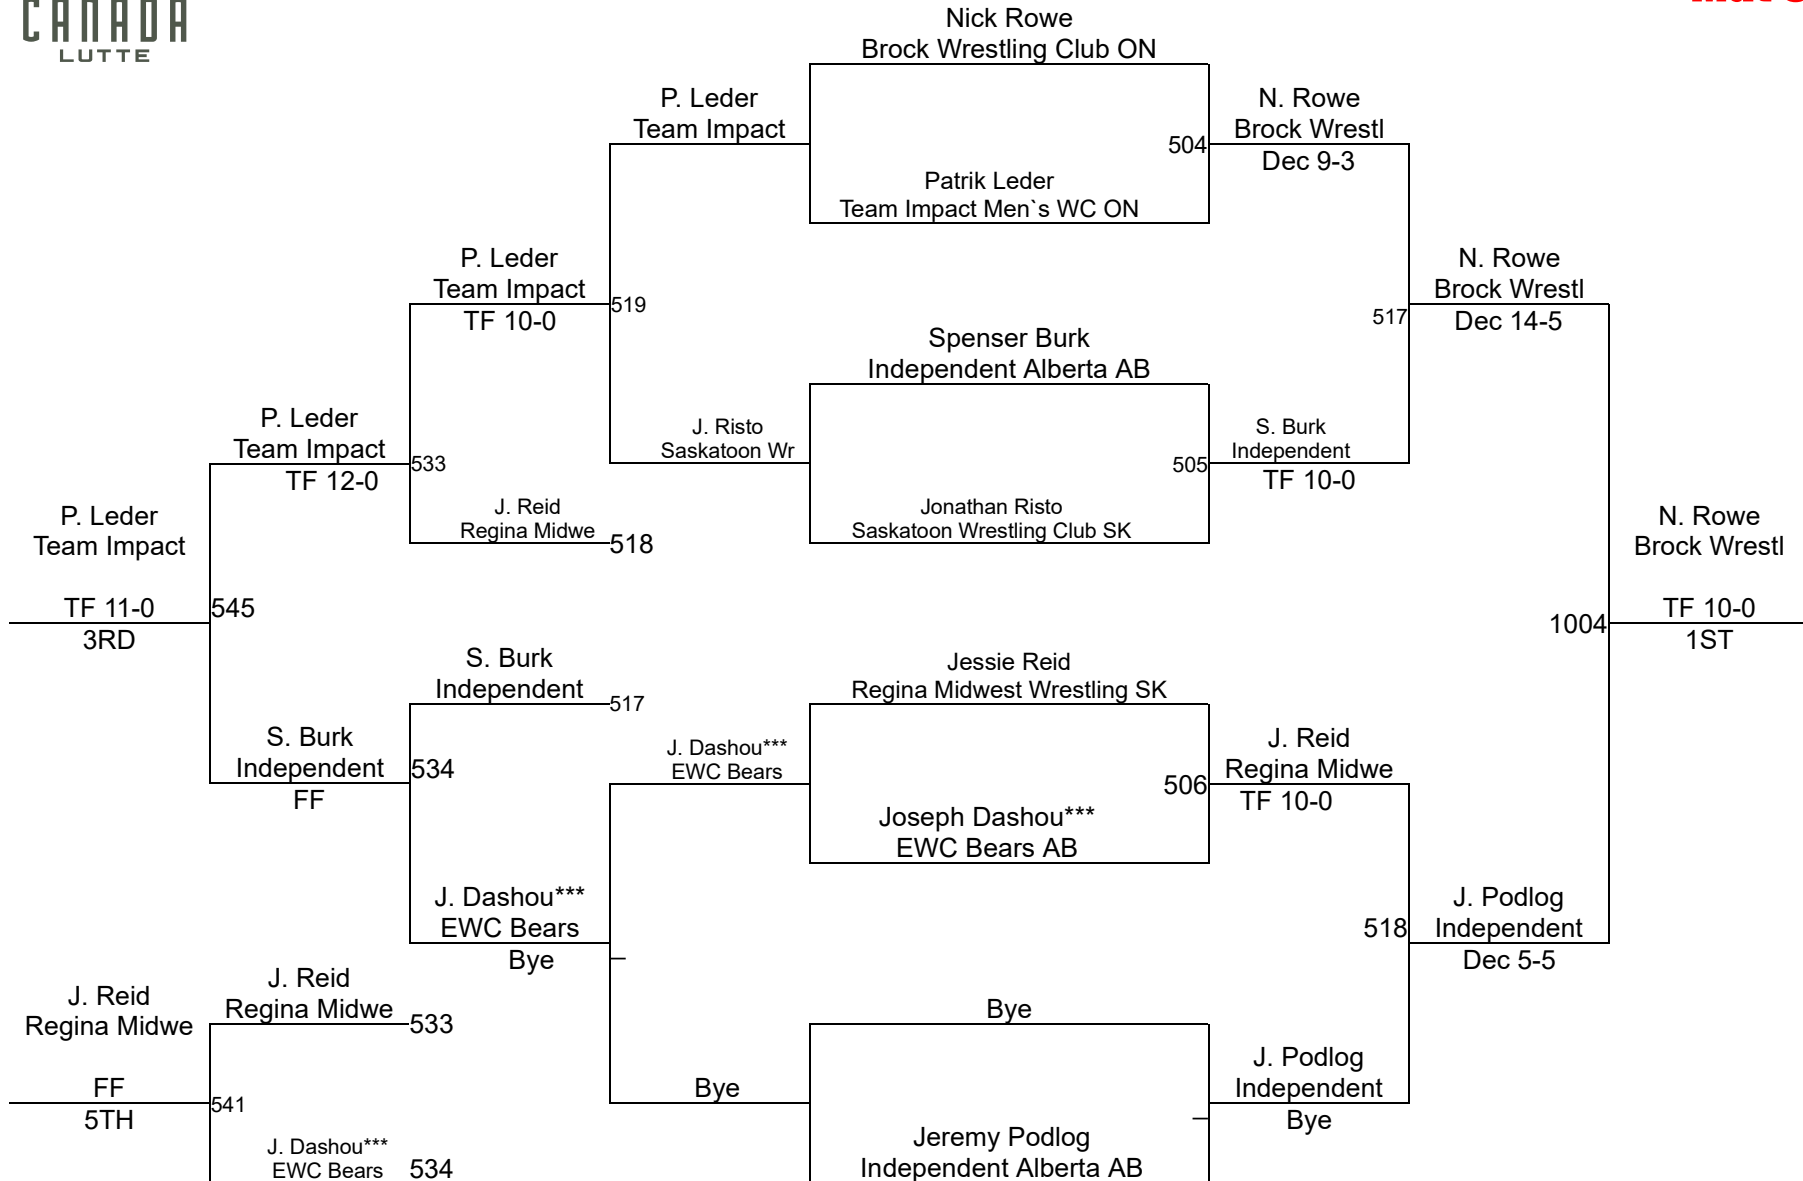 CANADA
LUTTE
Nick Rowe
Brock Wrestling Club ON
P. Leder
Team Impact
N. Rowe
Brock Wrestl
504
Dec 9-3
Patrik Leder
Team Impact Men`s WC ON
P. Leder
Team Impact
TF 10-0
519
N. Rowe
Brock Wrestl
517
Dec 14-5
Spenser Burk
Independent Alberta AB
P. Leder
Team Impact
TF 12-0
533
J. Risto
Saskatoon Wr
505
S. Burk
Independent
TF 10-0
J. Reid
Regina Midwe
518
Jonathan Risto
Saskatoon Wrestling Club SK
P. Leder
Team Impact
TF 11-0
3RD
545
N. Rowe
Brock Wrestl
1004
TF 10-0
1ST
S. Burk
Independent
517
Jessie Reid
Regina Midwest Wrestling SK
S. Burk
Independent
FF
534
J. Dashou***
EWC Bears
506
J. Reid
Regina Midwe
TF 10-0
Joseph Dashou***
EWC Bears AB
J. Dashou***
EWC Bears
Bye
518
J. Podlog
Independent
Dec 5-5
J. Reid
Regina Midwe
J. Reid
Regina Midwe
533
Bye
FF
5TH
541
Bye
J. Podlog
Independent
Bye
J. Dashou***
EWC Bears
534
Jeremy Podlog
Independent Alberta AB